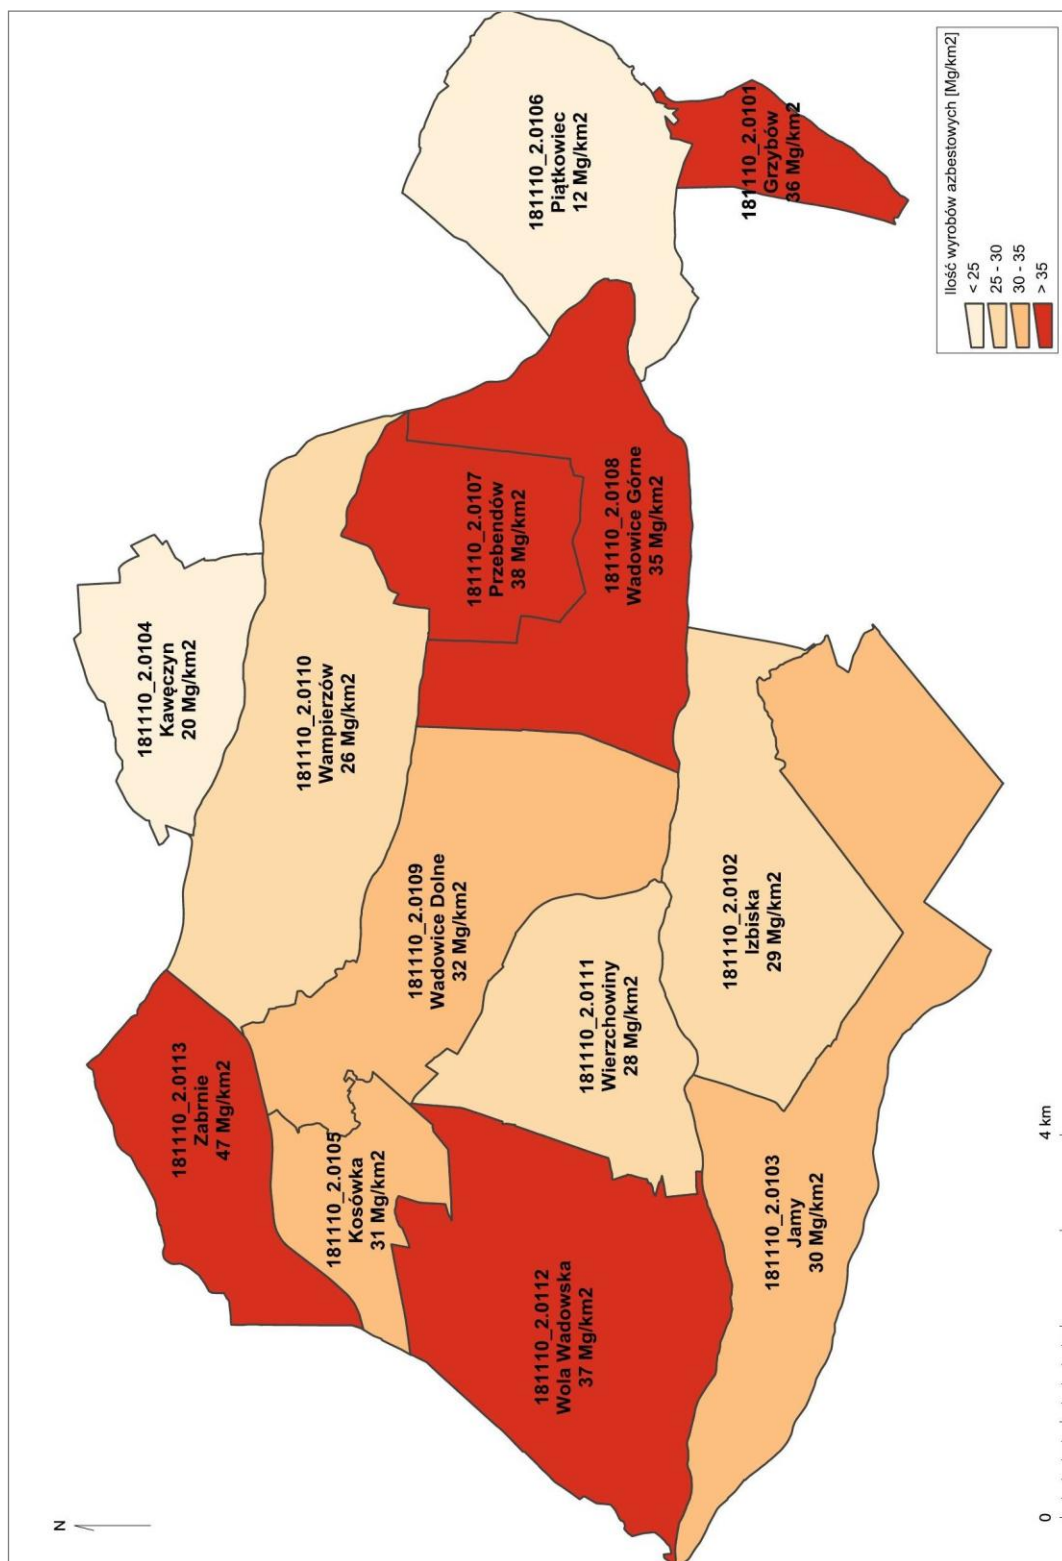 N
181110_2.0113
Zabrnie
47 Mg/km2
181110_2.0104
Kawęczyn
20 Mg/km2
181110_2.0106
Piątkowiec
12 Mg/km2
181110_2.0110
Wampierzów
26 Mg/km2
181110_2.0105
Kosówka
31 Mg/km2
181110_2.0109
Wadowice Dolne
32 Mg/km2
181110_2.0107
Przebendów
38 Mg/km2
181110_2.0112
Wola Wadowska
37 Mg/km2
181110_2.0111
Wierzchowiny
28 Mg/km2
181110_2.0108
Wadowice Górne
35 Mg/km2
181110_2.0101
Grzybów
36 Mg/km2
181110_2.0102
Izbiska
29 Mg/km2
181110_2.0103
Jamy
30 Mg/km2
Ilość wyrobów azbestowych [Mg/km2]
< 25
25 - 30
30 - 35
> 35
0
4 km